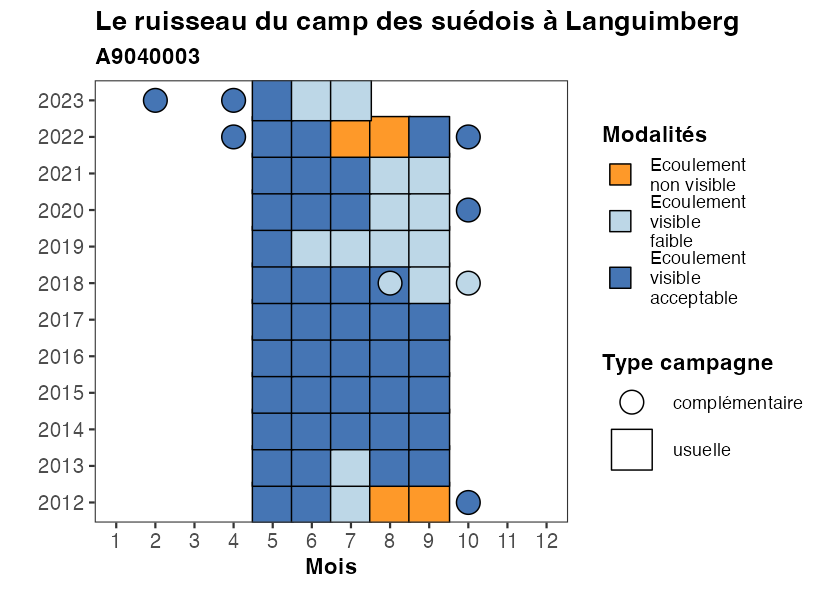 Le ruisseau du camp des suédois à Languimberg
A9040003
2023
2022
2021
2020
2019
2018
2017
2016
2015
2014
2013
2012
1 2 3 4 5 6 7 8 9 10 11 12
Mois
Modalités
Ecoulement
non visible
Ecoulement
visible
faible
Ecoulement
visible
acceptable
Type campagne
complémentaire
usuelle